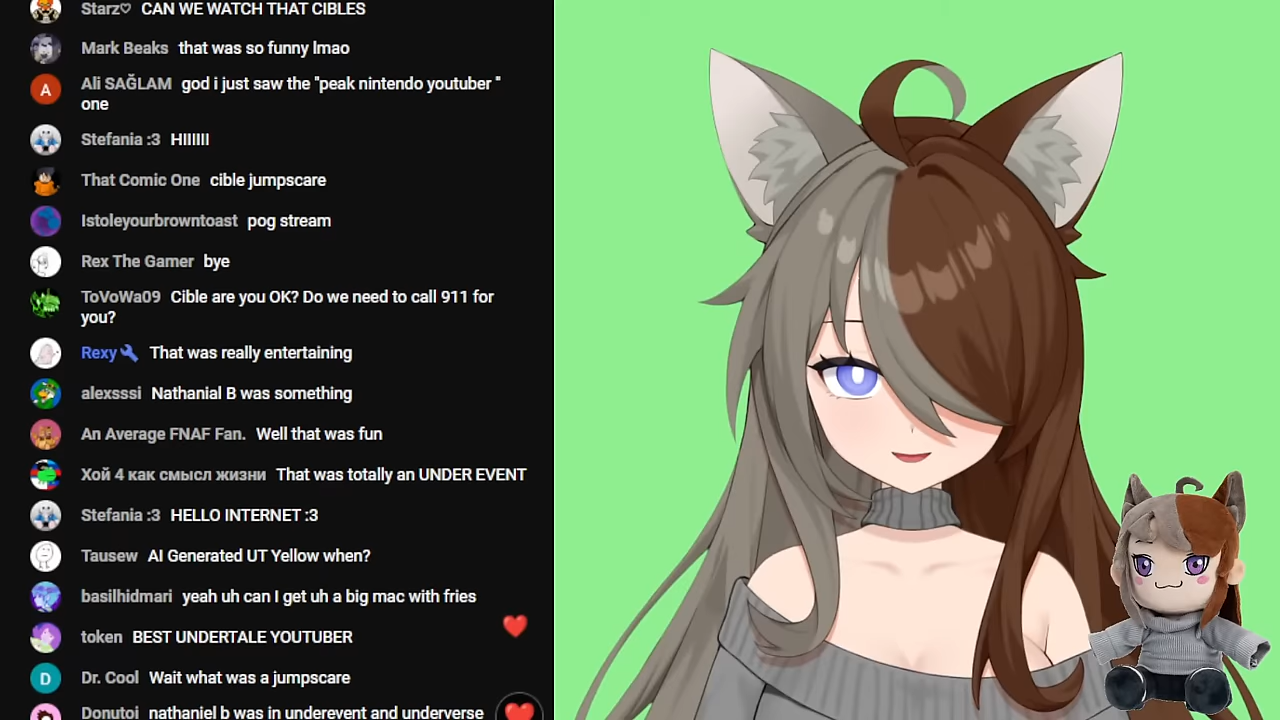 Starz♡ CAN WE WATCH THAT CIBLES
Mark Beaks that was so funny lmao
Ali SAĞLAM god i just saw the "peak nintendo youtuber "
one
A
Stefania :3 HIIIIII
That Comic One cible jumpscare
Istoleyourbrowntoast pog stream
Rex The Gamer bye
ToVoWa09 Cible are you OK? Do we need to call 911 for
you?
Rexy That was really entertaining
alexsssi Nathanial B was something
An Average FNAF Fan. Well that was fun
Хой 4 как смысл жизни That was totally an UNDER EVENT
Stefania :3 HELLO INTERNET :3
Tausew AI Generated UT Yellow when?
basilhidmari yeah uh can I get uh a big mac with fries
token BEST UNDERTALE YOUTUBER
D Dr. Cool Wait what was a jumpscare
Donutoi nathaniel b was in underevent and underverse